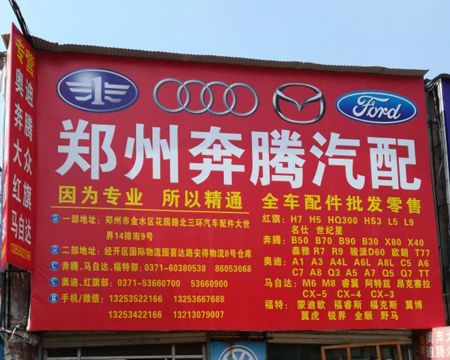 专营
奥迪
奔腾
大众
红旗
马自达
Ford
郑州奔腾汽配
因为专业 所以精通
一部地址：郑州市金水区花园路北三环汽车配件大世
界14排南9号
二部地址：经开区国际物流园喜达路安得物流8号仓库
奔腾、马自达、福特部：0371-60380538 86053068
红旗、奥迪部：0371-53660700 53660900
手机/微信：13253522166 13253667688
13253422166 13213079007
全车配件批发零售
红旗：H7 H5 HQ300 HS3 L5 L9
名仕 世纪星
奔腾：B50 B70 B90 B30 X80 X40
森雅 R7 R9 骏派D60 欧朗 T77
奥迪：A1 A3 A4L A6L A8L C5 A6
C7 A8 Q3 A5 A7 Q5 Q7 TT
马自达：M6 M8 睿翼 阿特兹 昂克赛拉
CX-5 CX-4 CX-3
福特：蒙迪欧 福睿斯 福克斯 翼博
翼虎 锐界 全顺 野马